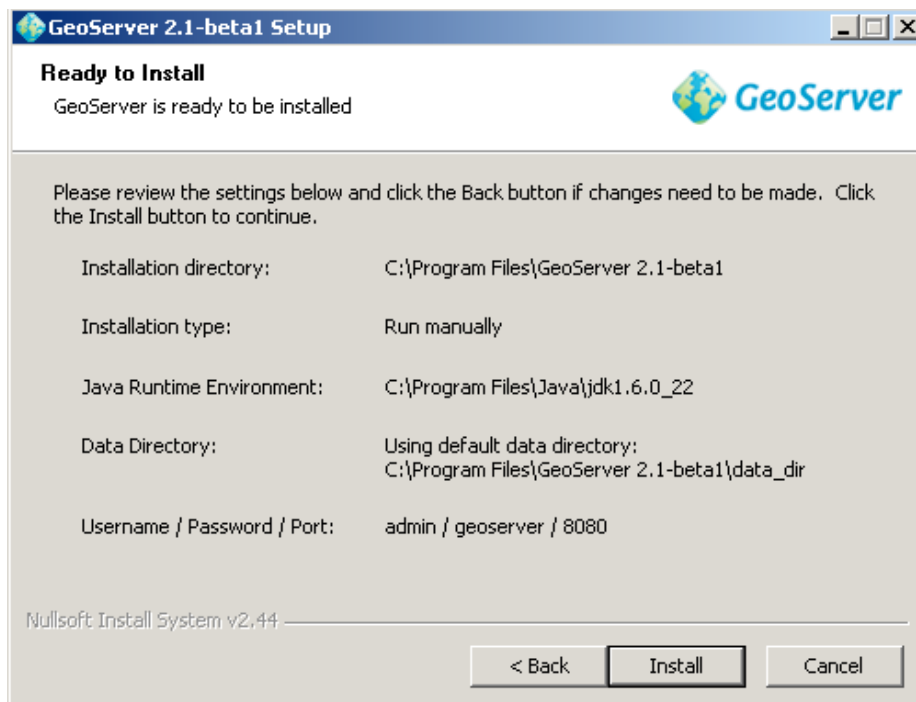 GeoServer 2.1-beta1 Setup
Ready to Install
GeoServer is ready to be installed
GeoServer
Please review the settings below and click the Back button if changes need to be made.  Click
the Install button to continue.
Installation directory: C:\Program Files\GeoServer 2.1-beta1
Installation type: Run manually
Java Runtime Environment: C:\Program Files\Java\jdk1.6.0_22
Data Directory: Using default data directory:
C:\Program Files\GeoServer 2.1-beta1\data_dir
Username / Password / Port: admin / geoserver / 8080
Nullsoft Install System v2.44
< Back Install Cancel